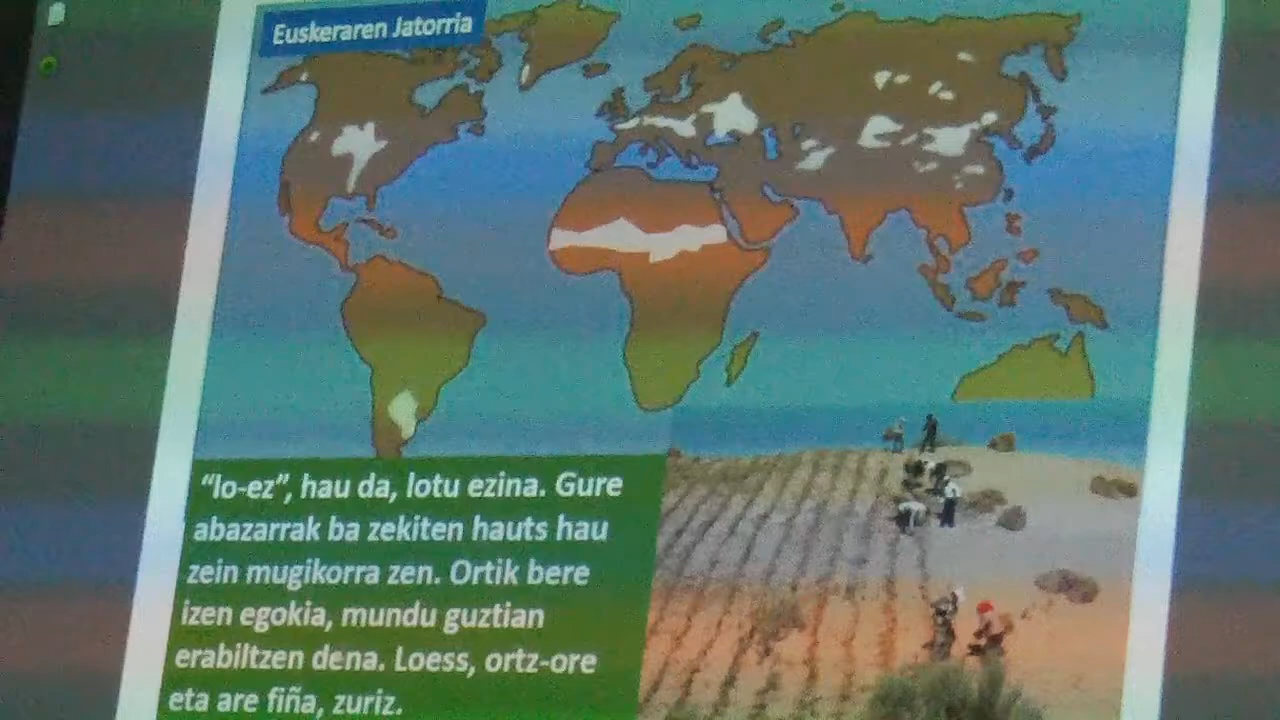 Euskeraren Jatorria
“lo-ez”, hau da, lotu ezina. Gure
abazarrak ba zekiten hauts hau
zein mugikorra zen. Ortik bere
izen egokia, mundu guztian
erabiltzen dena. Loess, ortz-ore
eta are fiña, zuriz.